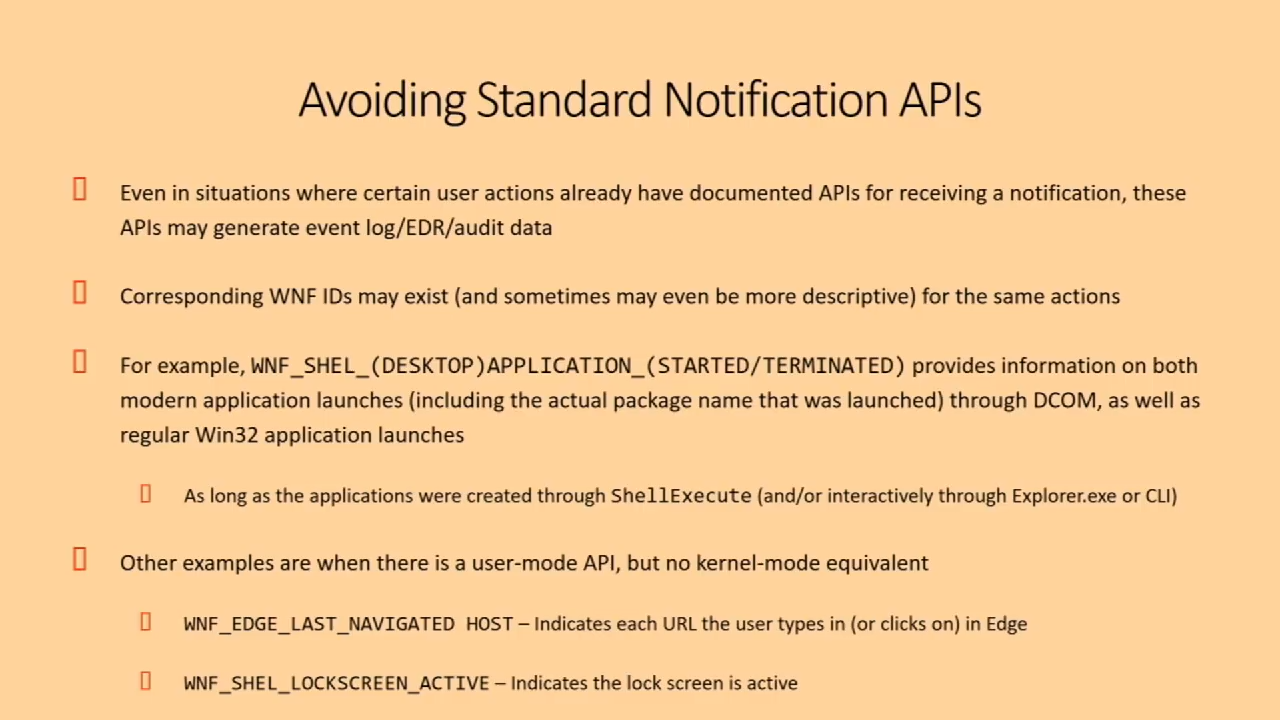 Avoiding Standard Notification APIs
Even in situations where certain user actions already have documented APIs for receiving a notification, these
APIs may generate event log/EDR/audit data
Corresponding WNF IDs may exist (and sometimes may even be more descriptive) for the same actions
For example, WNF_SHEL_(DESKTOP)APPLICATION_(STARTED/TERMINATED) provides information on both
modern application launches (including the actual package name that was launched) through DCOM, as well as
regular Win32 application launches
As long as the applications were created through ShellExecute (and/or interactively through Explorer.exe or CLI)
Other examples are when there is a user-mode API, but no kernel-mode equivalent
WNF_EDGE_LAST_NAVIGATED HOST – Indicates each URL the user types in (or clicks on) in Edge
WNF_SHEL_LOCKSCREEN_ACTIVE – Indicates the lock screen is active